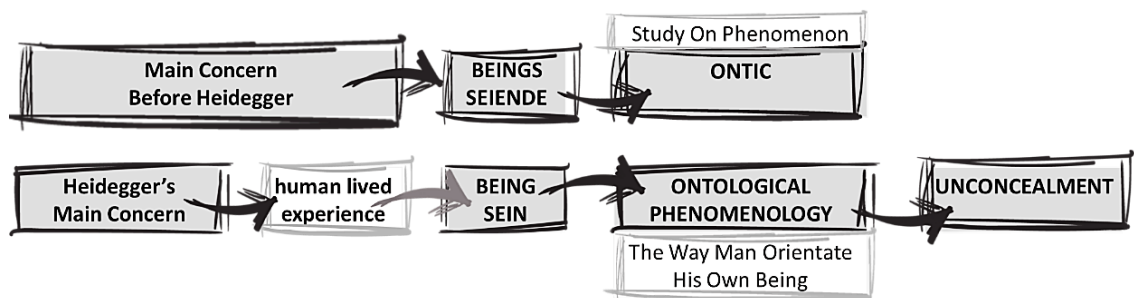 Study On Phenomenon
Main Concern
Before Heidegger
BEINGS
SEIENDE
ONTIC
Heidegger’s
Main Concern
human lived
experience
BEING
SEIN
ONTOLOGICAL
PHENOMENOLOGY
UNCONCEALMENT
The Way Man Orientate
His Own Being